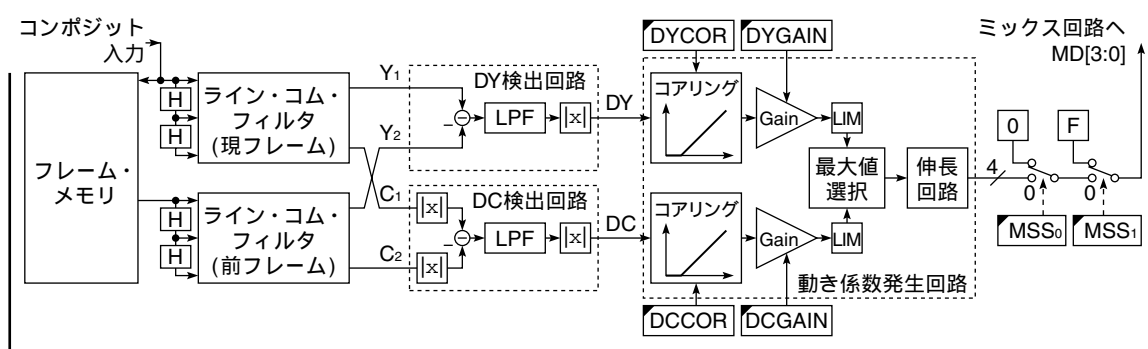 コンポジット
入力
フレーム・
メモリ
H
H
H
H
ライン・コム・
フィルタ
(現フレーム)
ライン・コム・
フィルタ
(前フレーム)
Y1
Y2
C1
C2
DY検出回路
−
LPF
|x|
DY
DC検出回路
|x|
|x|
−
LPF
|x|
DC
DYCOR
DYGAIN
コアリング
Gain
LIM
コアリング
Gain
LIM
最大値
選択
伸長
回路
動き係数発生回路
DCCOR
DCGAIN
4
0
F
0
0
MSS0
MSS1
ミックス回路へ
MD[3:0]